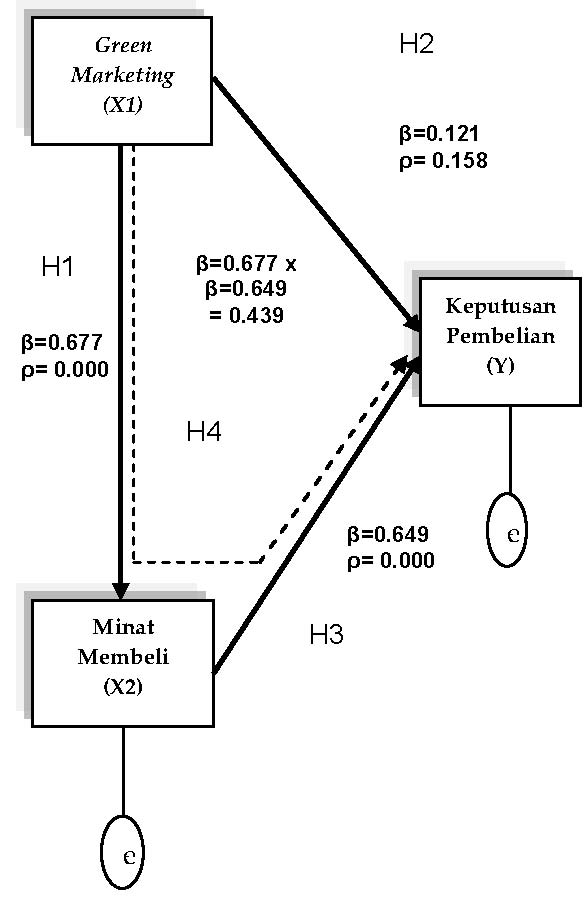 Green
Marketing
(X1)
H2
β=0.121
ρ= 0.158
H1
β=0.677 x
β=0.649
= 0.439
Keputusan
Pembelian
(Y)
β=0.677
ρ= 0.000
H4
β=0.649
ρ= 0.000
e
Minat
Membeli
(X2)
H3
e